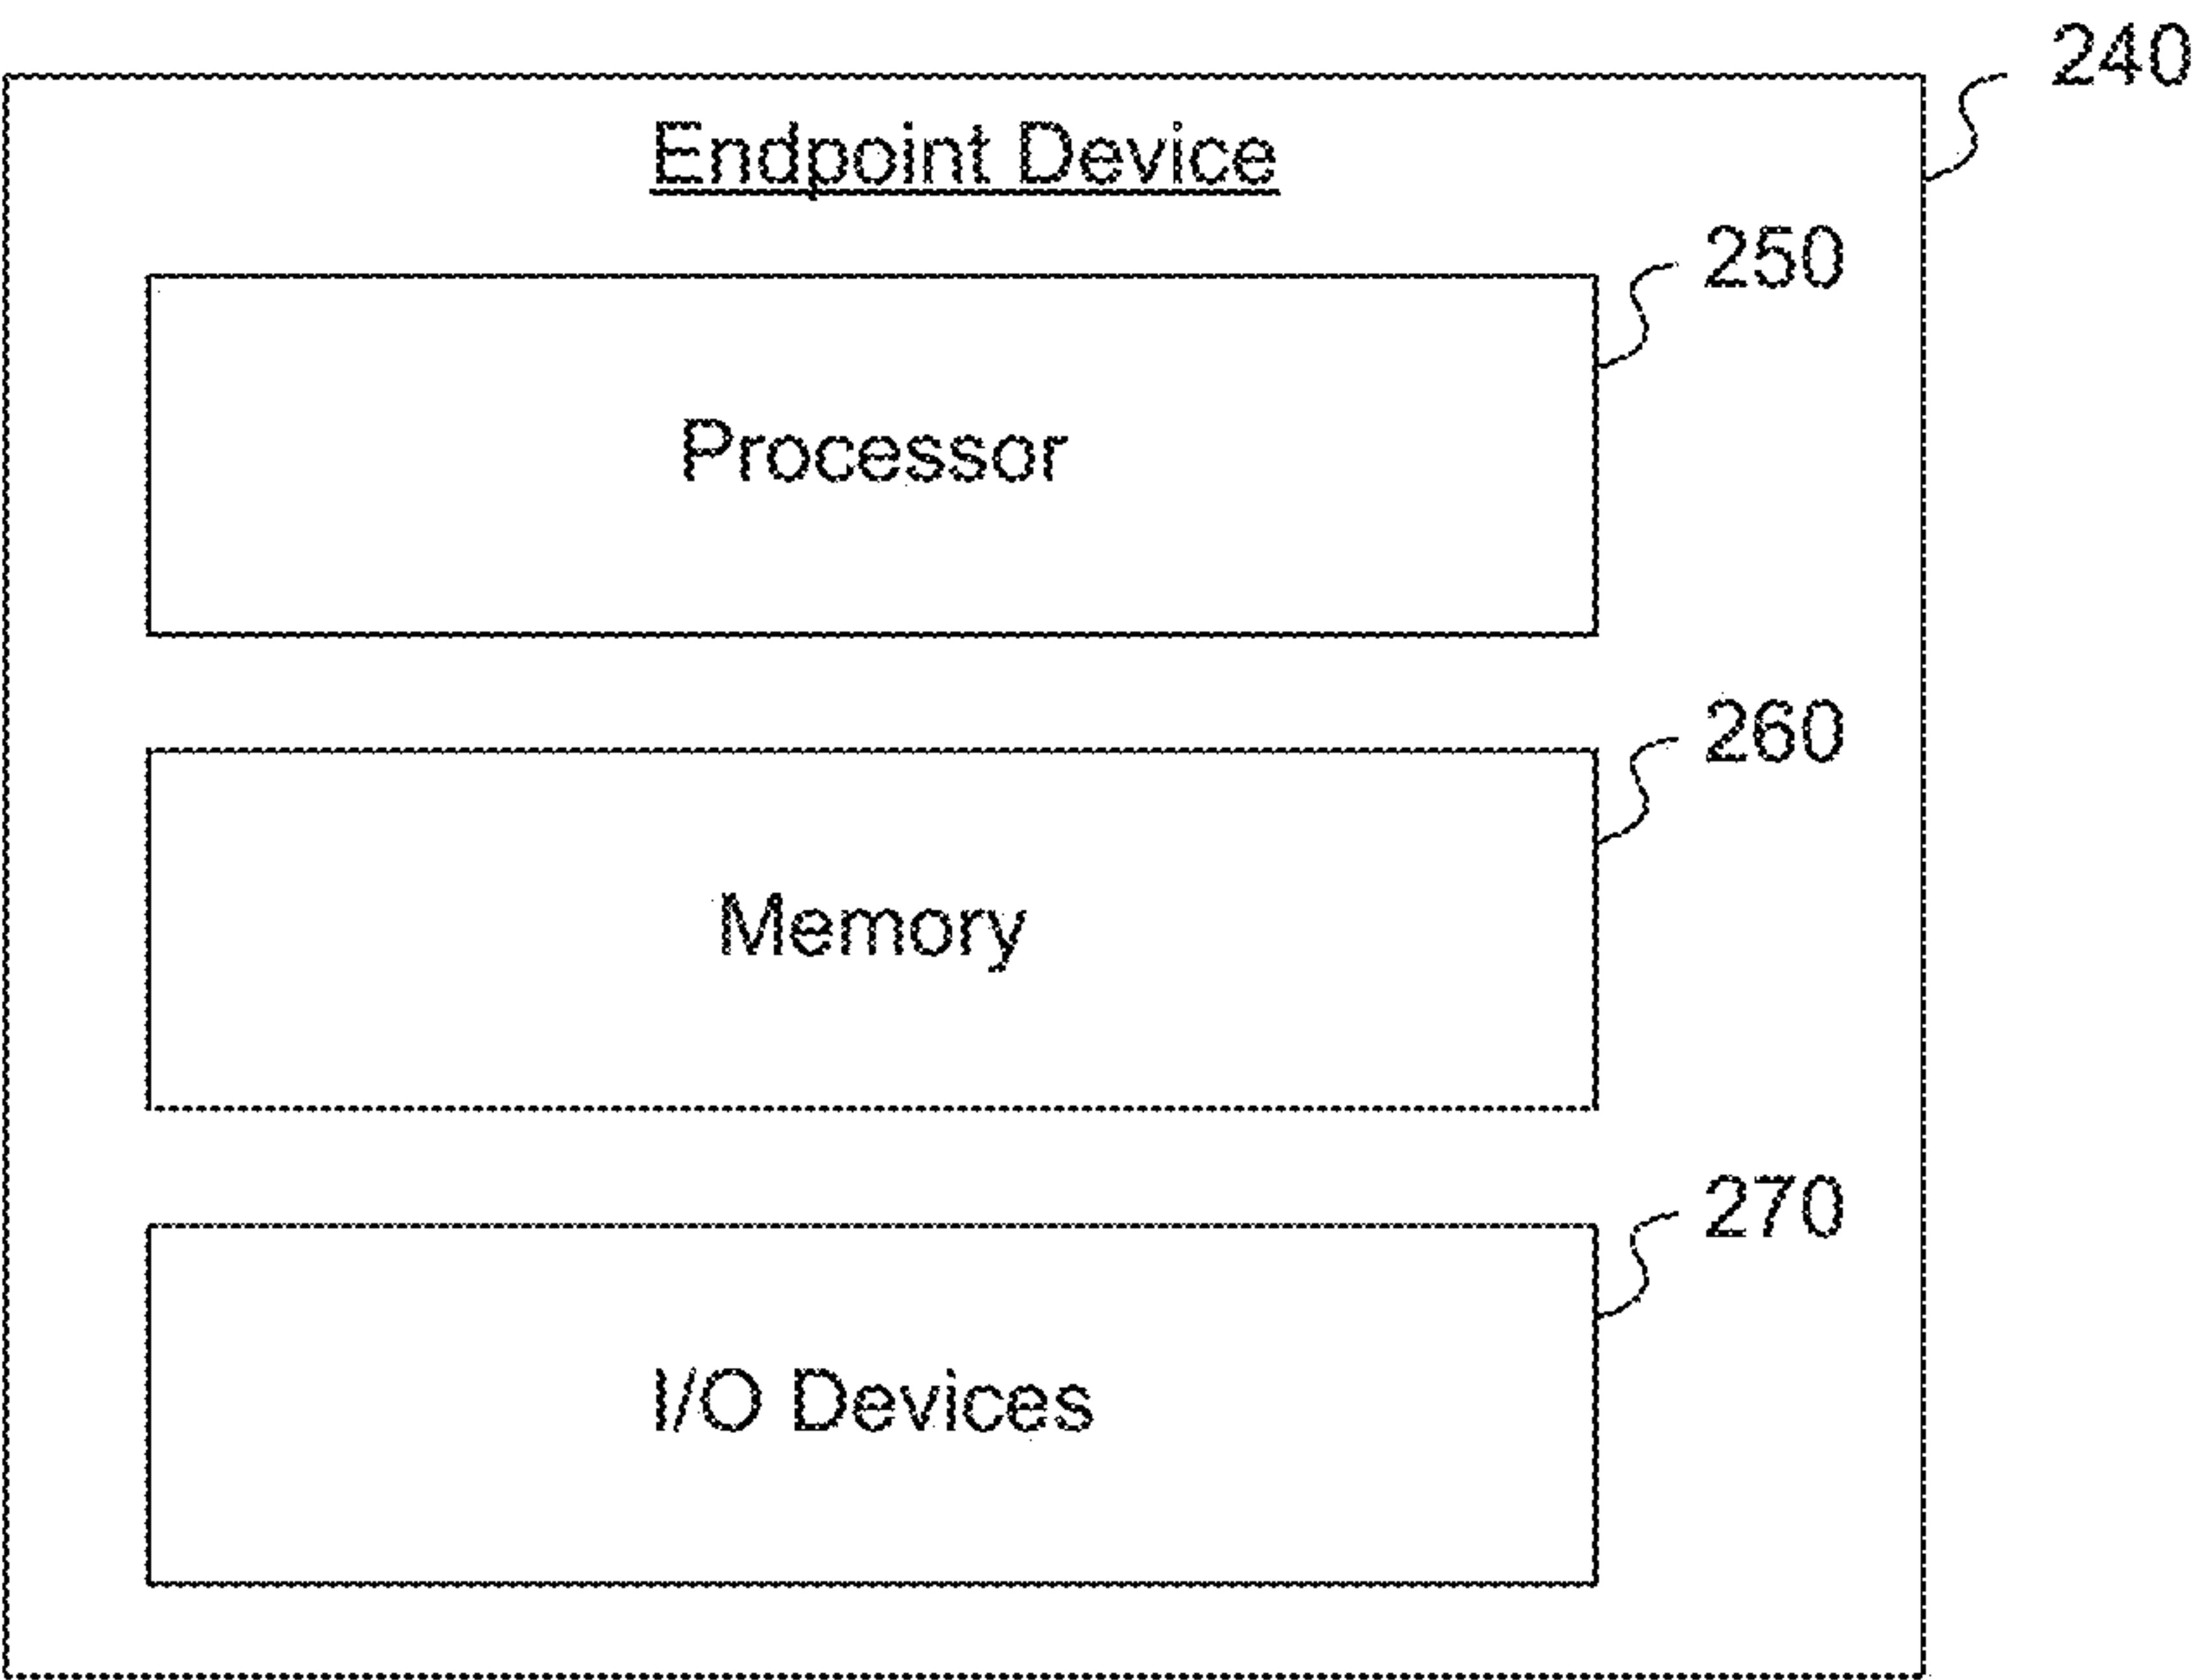 240
Endpoint Device
250
Processor
260
Memory
270
I/O Devices